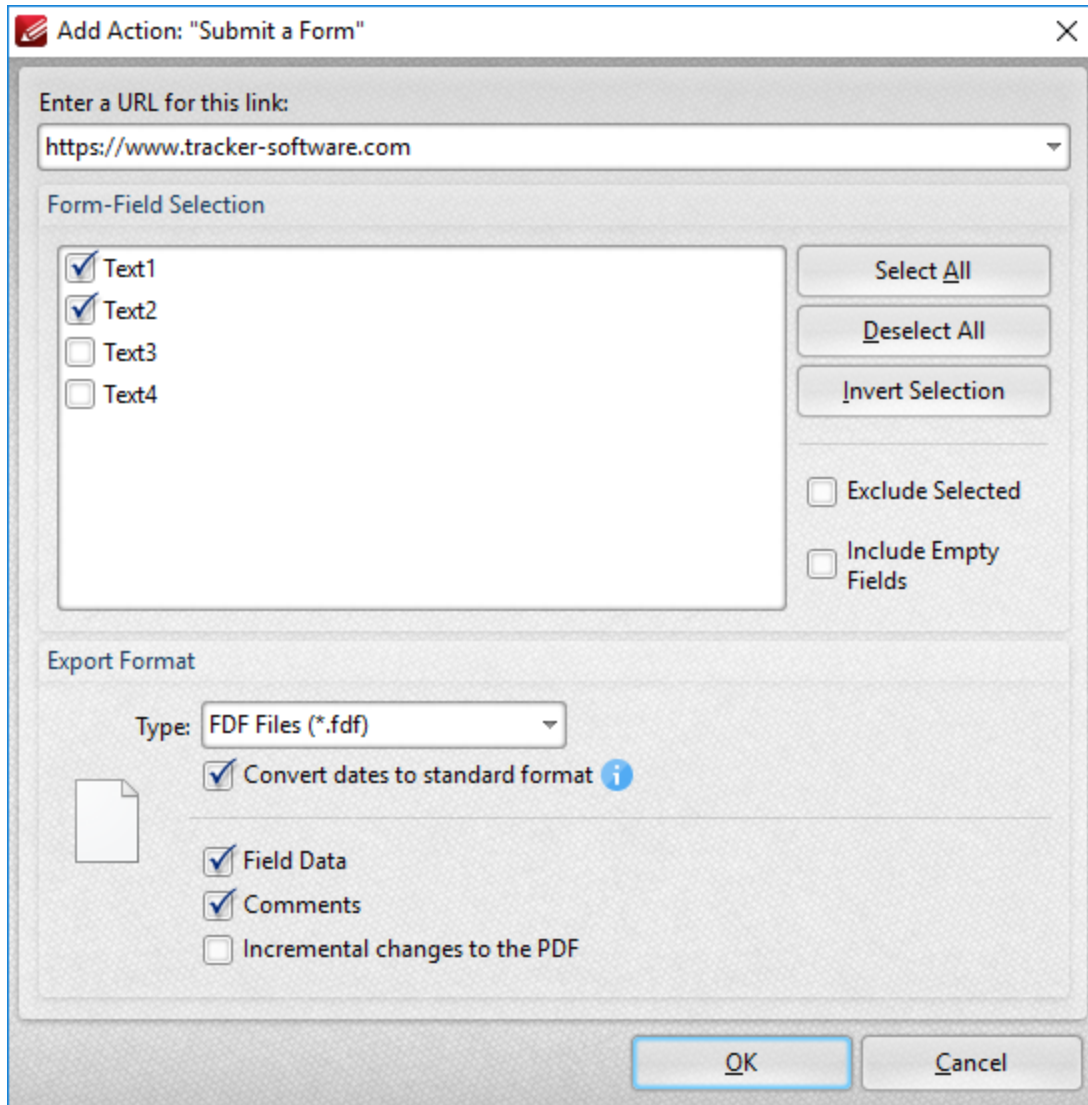 Add Action: "Submit a Form"
Enter a URL for this link:
https://www.tracker-software.com
Form-Field Selection
Text1
Text2
Text3
Text4
Select All
Deselect All
Invert Selection
Exclude Selected
Include Empty
Fields
Export Format
Type: FDF Files (*.fdf)
Convert dates to standard format i
Field Data
Comments
Incremental changes to the PDF
OK Cancel